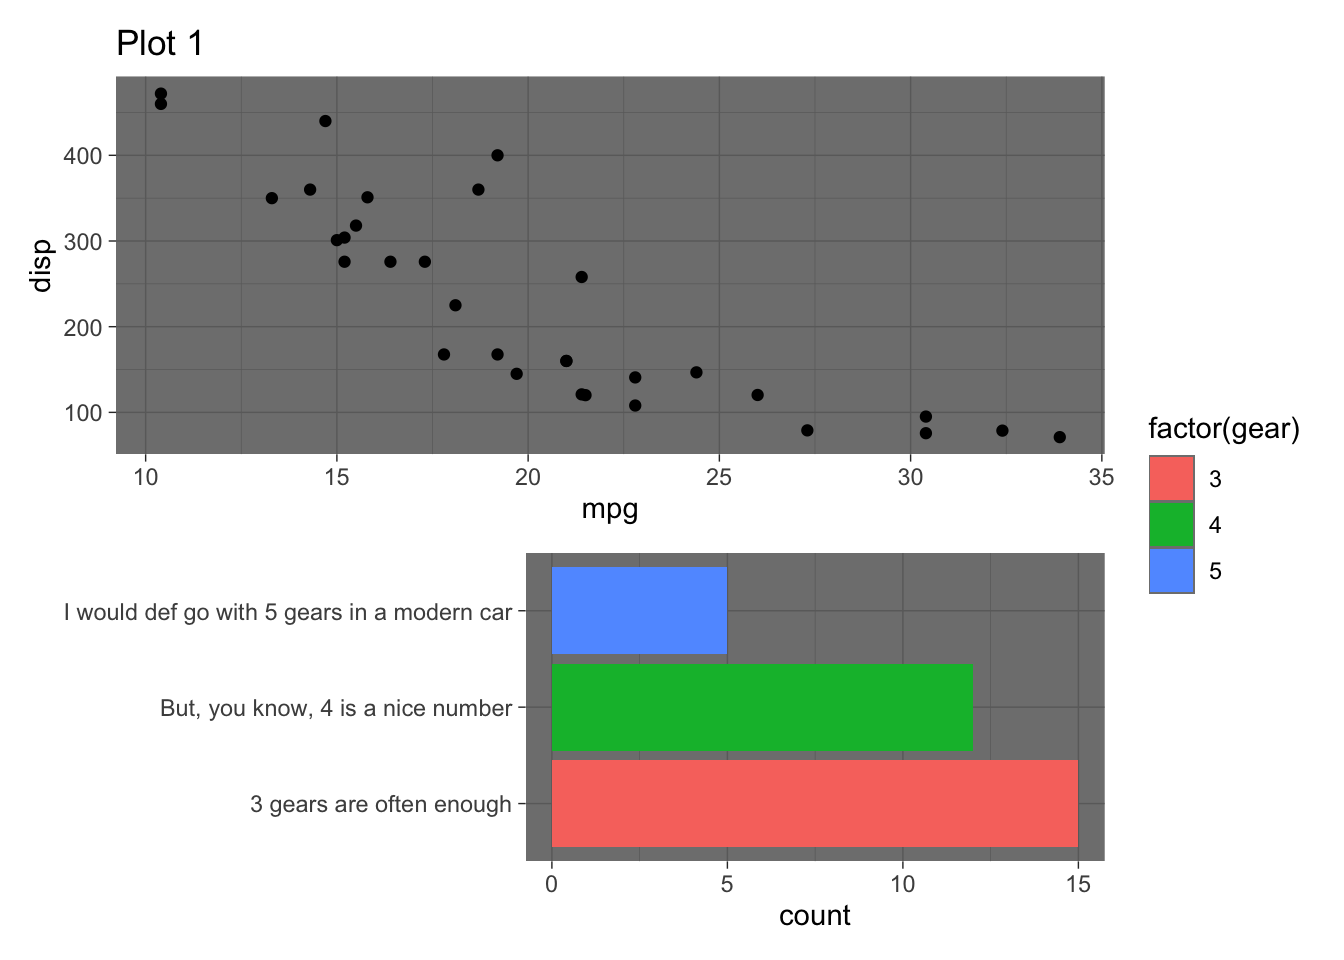 Plot 1
400
300
200
100
disp
10 15 20 25 30 35
mpg
factor(gear)
3
4
5
I would def go with 5 gears in a modern car
But, you know, 4 is a nice number
3 gears are often enough
0 5 10 15
count